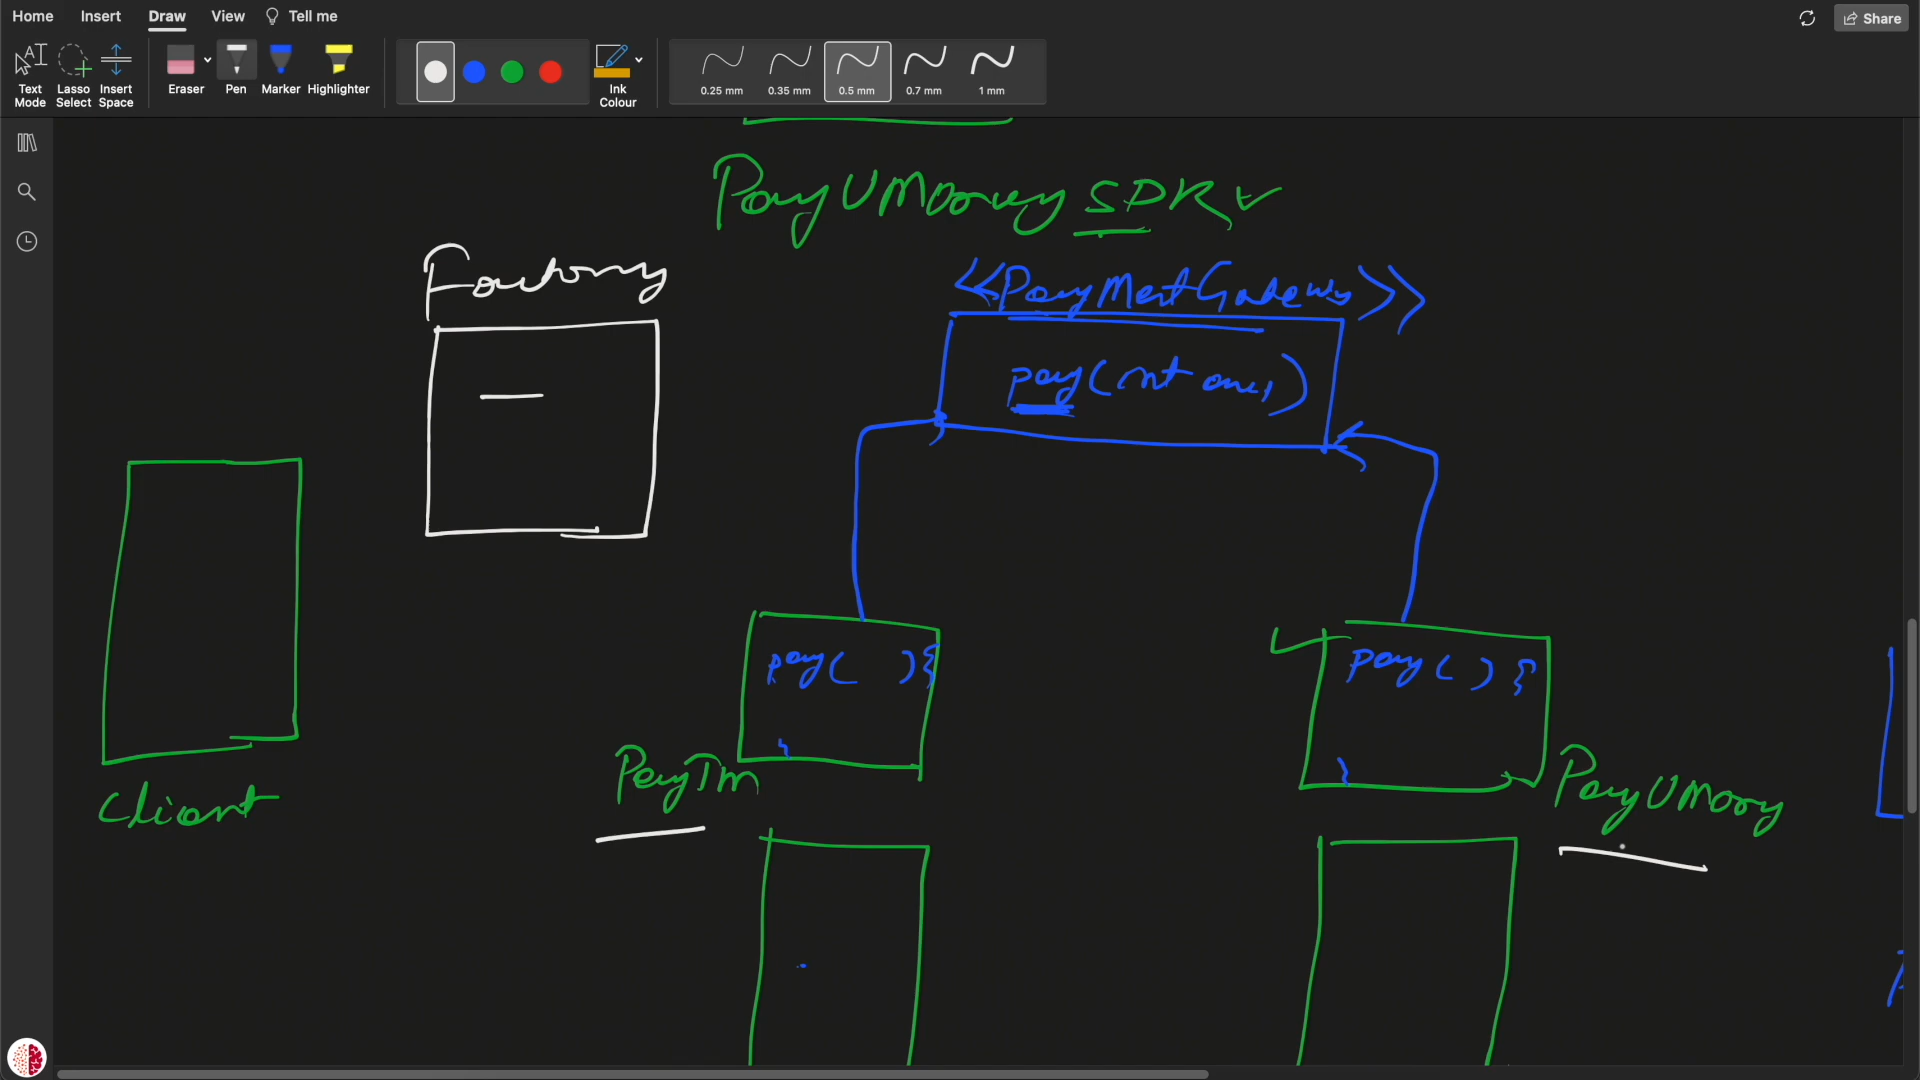 Home Insert Draw View Tell me
Share
Text Mode
Lasso Select
Insert Space
Eraser
Pen
Marker
Highlighter
Ink Colour
0.25 mm
0.35 mm
0.5 mm
0.7 mm
1 mm
PayUMoney SDK
Factory
<<PaymentGateway>>
pay(int amt)
pay( ){
}
pay( ) {
}
PayTm
PayUMoney
Client